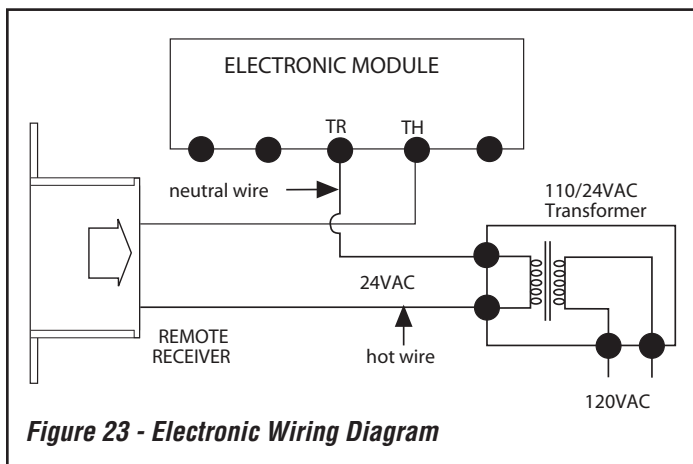 ELECTRONIC MODULE
TR TH
neutral wire
110/24VAC
Transformer
24VAC
REMOTE
RECEIVER
hot wire
120VAC
Figure 23 - Electronic Wiring Diagram